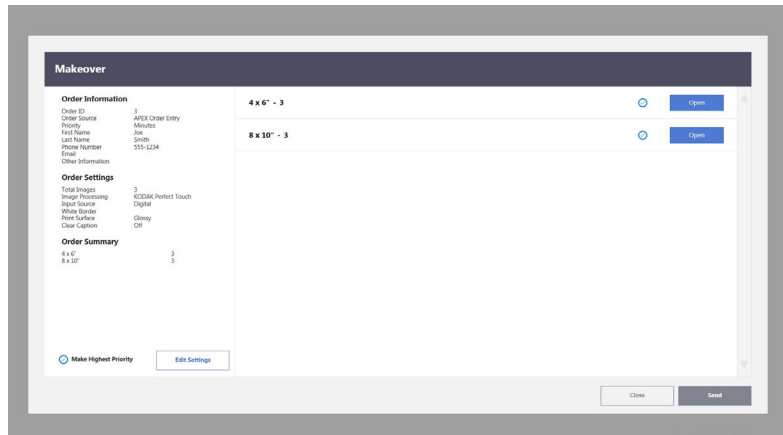 Makeover
Order Information
Order ID 3
Order Source APEX Order Entry
Priority Minutes
First Name Joe
Last Name Smith
Phone Number 555-1234
Email
Other Information
Order Settings
Total Images 3
Image Processing KODAK Perfect Touch
Input Source Digital
White Border
Print Surface Glossy
Clear Caption Off
Order Summary
4 x 6" 3
8 x 10" 3
Make Highest Priority
Edit Settings
4 x 6" - 3
Open
8 x 10" - 3
Open
Close
Send